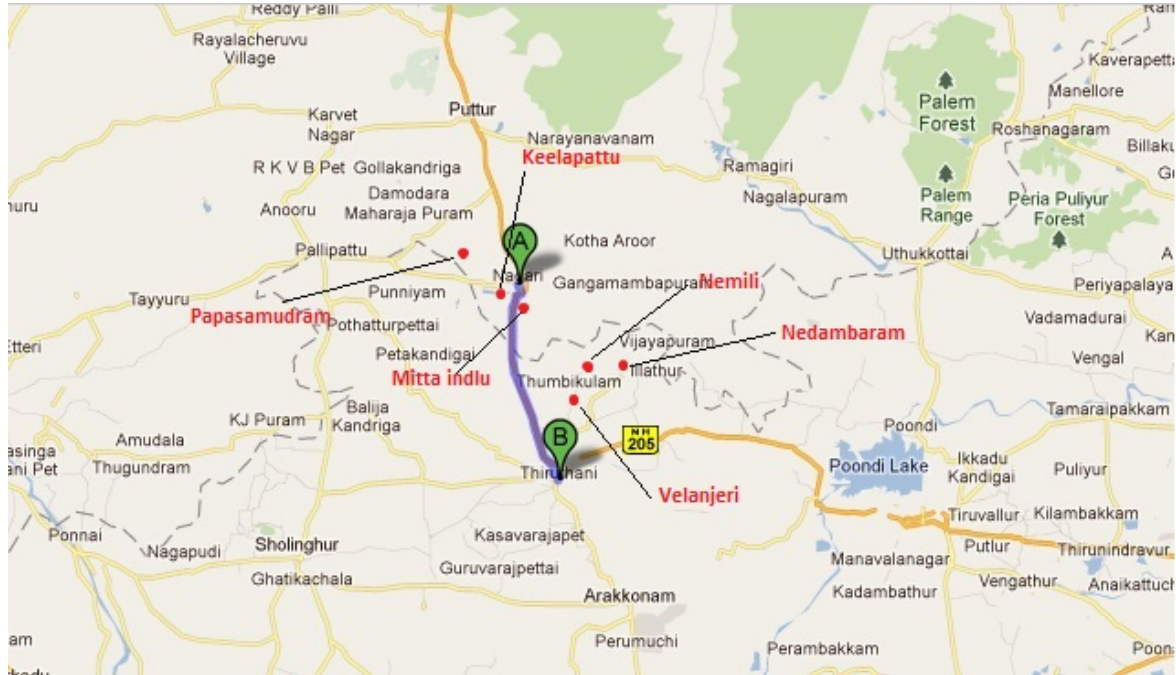 Reddy Palli
Rayalacheruvu
Village
Kaverapetta
Manellore
Palem
Forest
Puttur
Karvet
Nagar
Narayanavanam
Roshanagaram
Keelapattu
Ramagiri
R K V B Pet
Gollakandriga
Damodara
Maharaja Puram
Anooru
Nagalapuram
Palem
Range
Peria Puliyur
Forest
A
Kotha Aroor
Pallipattu
Uthukkottai
Nagari
Gangamambapuram
Nemili
Periyapalaya
Punniyam
Tayyuru
Papasamudram
Pothatturpettai
Vadamadurai
Nedambaram
Vijayapuram
Etteri
Petakandigai
Vengal
Mitta indlu
Thumbikulam
Illathur
Balija
Kandriga
KJ Puram
Tamaraipakkam
Poondi
B
NH
205
Amudala
Thugundram
Poondi Lake
Ikkadu
Kandigai
Puliyur
Velanjeri
Tiruvallur
Kilambakkam
Ponnai
Nagapudi
Sholinghur
Kasavarajapet
Putlur
Thirunindravur
Ghatikachala
Guruvarajpettai
Manavalanagar
Kadambathur
Vengathur
Anaikattuch
Arakkonam
Perumuchi
Perambakkam